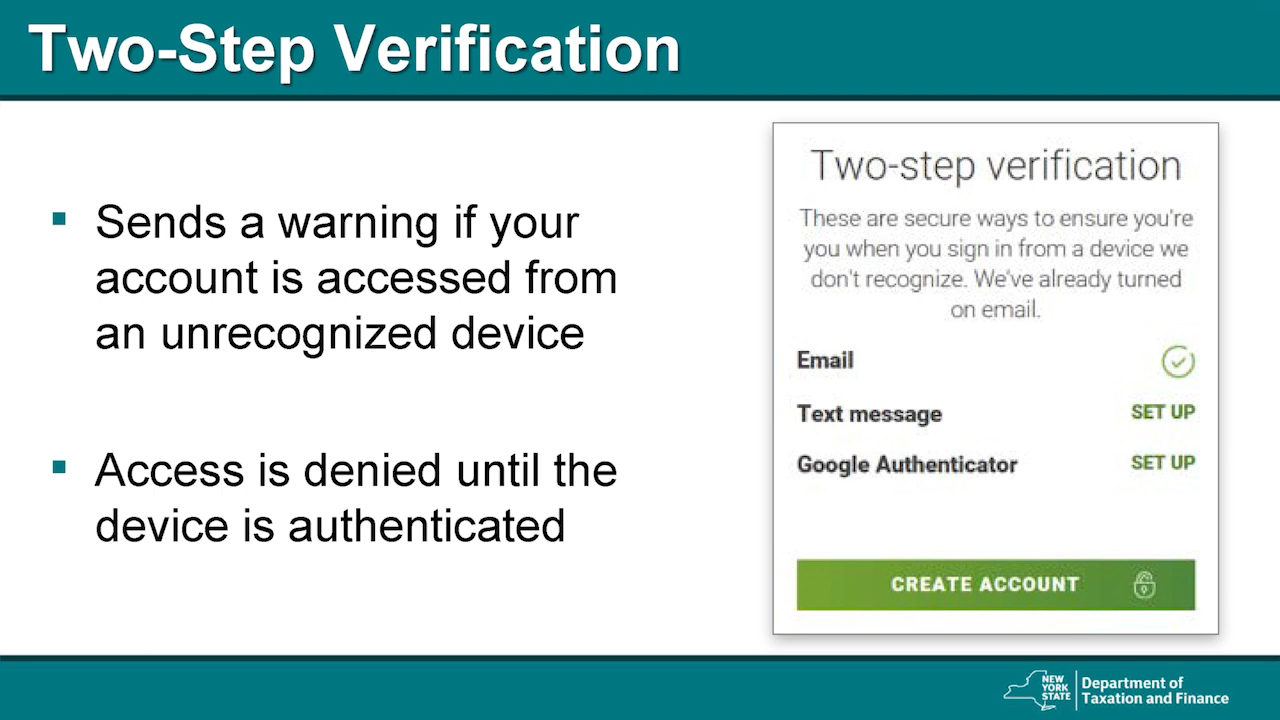 Two-Step Verification
▪ Sends a warning if your
account is accessed from
an unrecognized device
▪ Access is denied until the
device is authenticated
Two-step verification
These are secure ways to ensure you're
you when you sign in from a device we
don't recognize. We've already turned
on email.
Email
Text message SET UP
Google Authenticator SET UP
CREATE ACCOUNT
NEW
YORK
STATE
Department of
Taxation and Finance